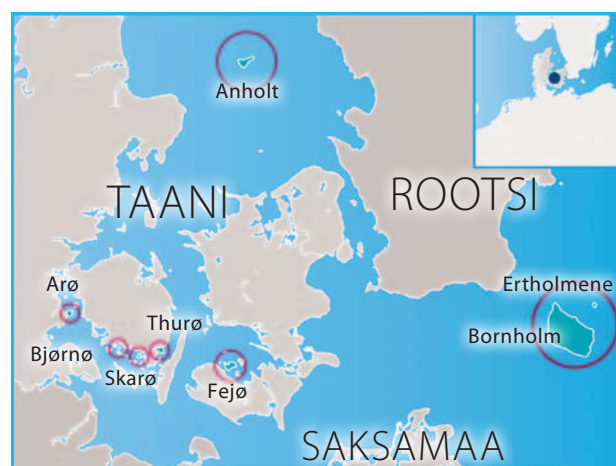 Anholt
TAANI
ROOTSI
Arø
Ertholmene
Thurø
Bornholm
Bjørnø
Skarø
Fejø
SAKSAMAA